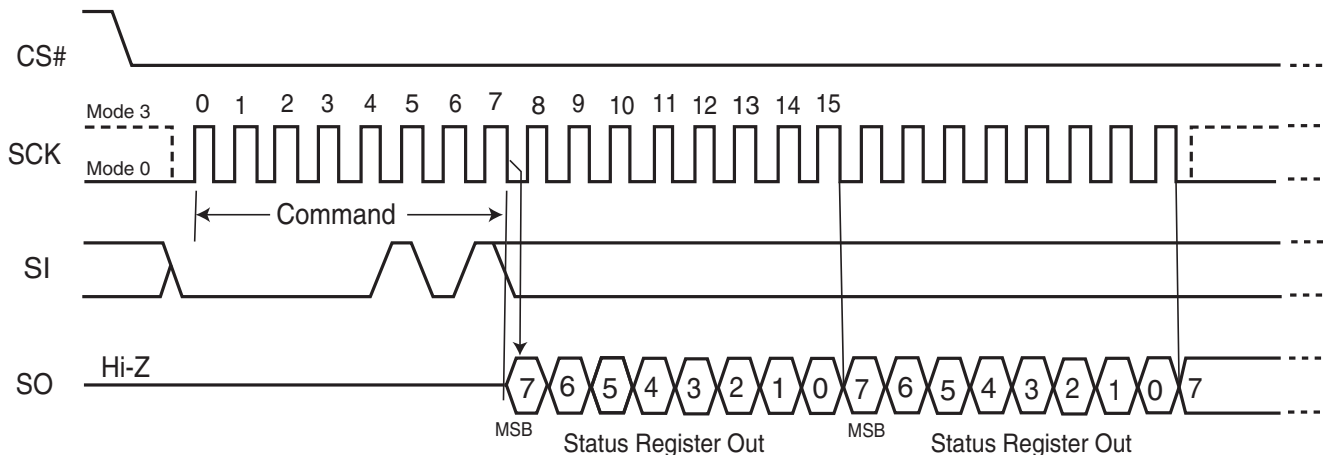 CS#
Mode 3
0 1 2 3 4 5 6 7 8 9 10 11 12 13 14 15
SCK
Mode 0
Command
SI
Hi-Z
SO
7 6 5 4 3 2 1 0 7 6 5 4 3 2 1 0 7
MSB Status Register Out MSB Status Register Out